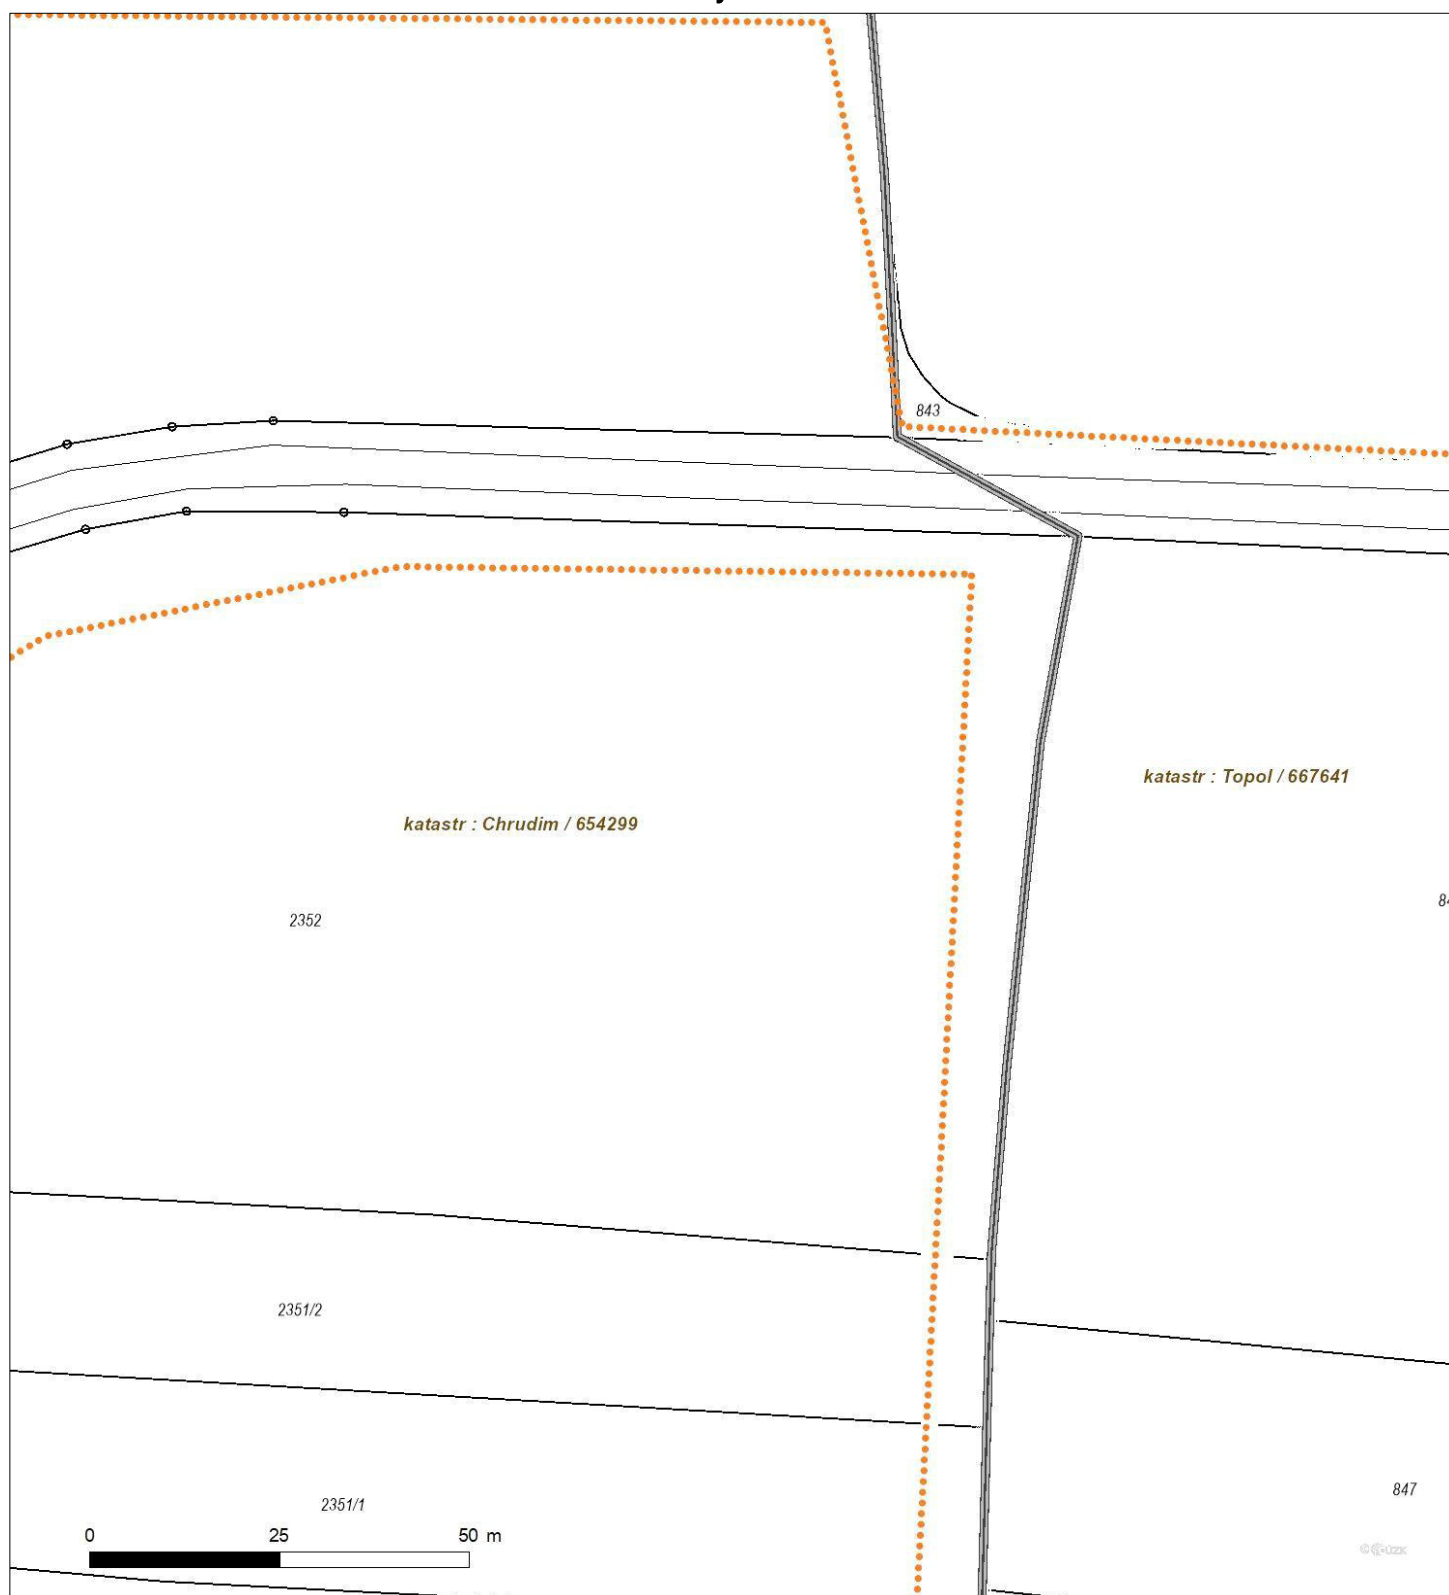 843
katastr : Topol / 667641
katastr : Chrudim / 654299
2352
2351/2
847
2351/1
0 25 50 m